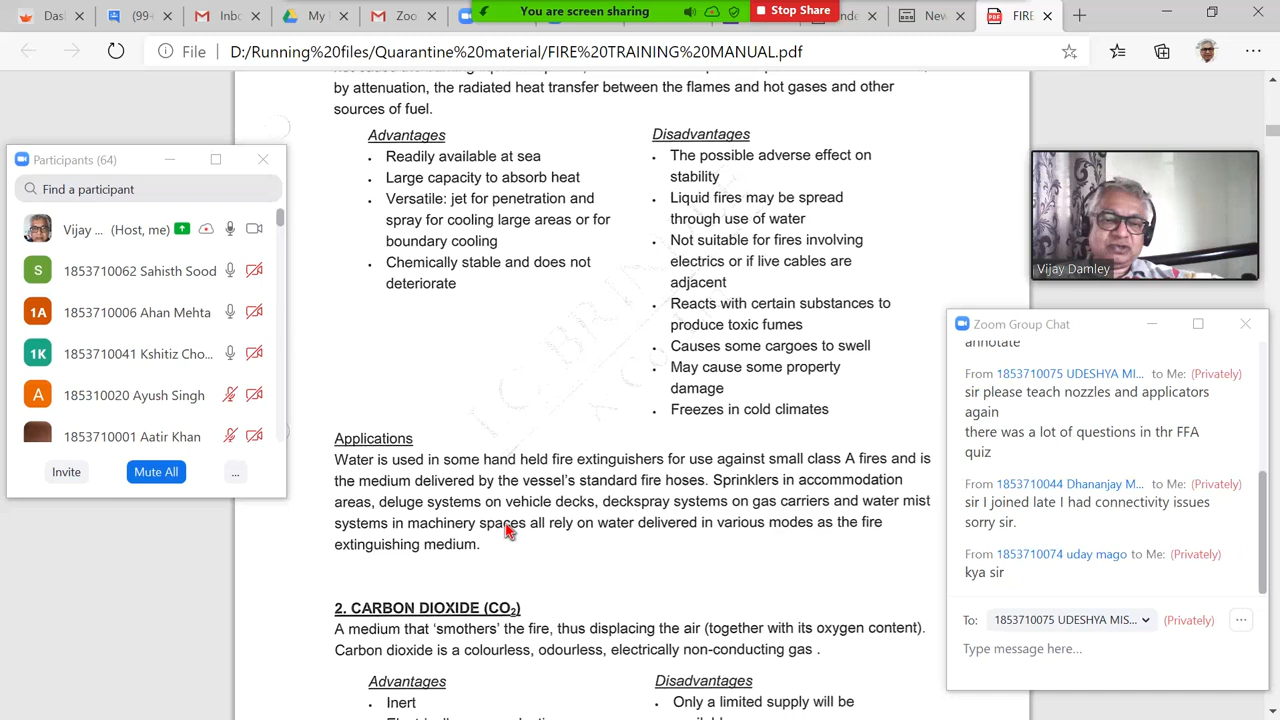 Das
(99
Inb
My
Zoo
You are screen sharing
Stop Share
nde
New
PDF
FIRE
File
D:/Running%20files/Quarantine%20material/FIRE%20TRAINING%20MANUAL.pdf
by attenuation, the radiated heat transfer between the flames and hot gases and other
sources of fuel.
Advantages
Readily available at sea
Large capacity to absorb heat
Versatile: jet for penetration and
spray for cooling large areas or for
boundary cooling
Chemically stable and does not
deteriorate
Disadvantages
The possible adverse effect on
stability
Liquid fires may be spread
through use of water
Not suitable for fires involving
electrics or if live cables are
adjacent
Reacts with certain substances to
produce toxic fumes
Causes some cargoes to swell
May cause some property
damage
Freezes in cold climates
Applications
Water is used in some hand held fire extinguishers for use against small class A fires and is
the medium delivered by the vessel's standard fire hoses. Sprinklers in accommodation
areas, deluge systems on vehicle decks, deckspray systems on gas carriers and water mist
systems in machinery spaces all rely on water delivered in various modes as the fire
extinguishing medium.
2. CARBON DIOXIDE (CO₂)
A medium that 'smothers' the fire, thus displacing the air (together with its oxygen content).
Carbon dioxide is a colourless, odourless, electrically non-conducting gas .
Advantages
Inert
Disadvantages
Only a limited supply will be
Participants (64)
Find a participant
Vijay ... (Host, me)
S 1853710062 Sahisth Sood
1A 1853710006 Ahan Mehta
1K 1853710041 Kshitiz Cho...
A 185310020 Ayush Singh
1853710001 Aatir Khan
Invite
Mute All
...
Vijay Damley
Zoom Group Chat
annotate
From 1853710075 UDESHYA MI... to Me: (Privately)
sir please teach nozzles and applicators
again
there was a lot of questions in thr FFA
quiz
From 1853710044 Dhananjay M... to Me: (Privately)
sir I joined late I had connectivity issues
sorry sir.
From 1853710074 uday mago to Me: (Privately)
kya sir
To: 1853710075 UDESHYA MIS... (Privately)
Type message here...